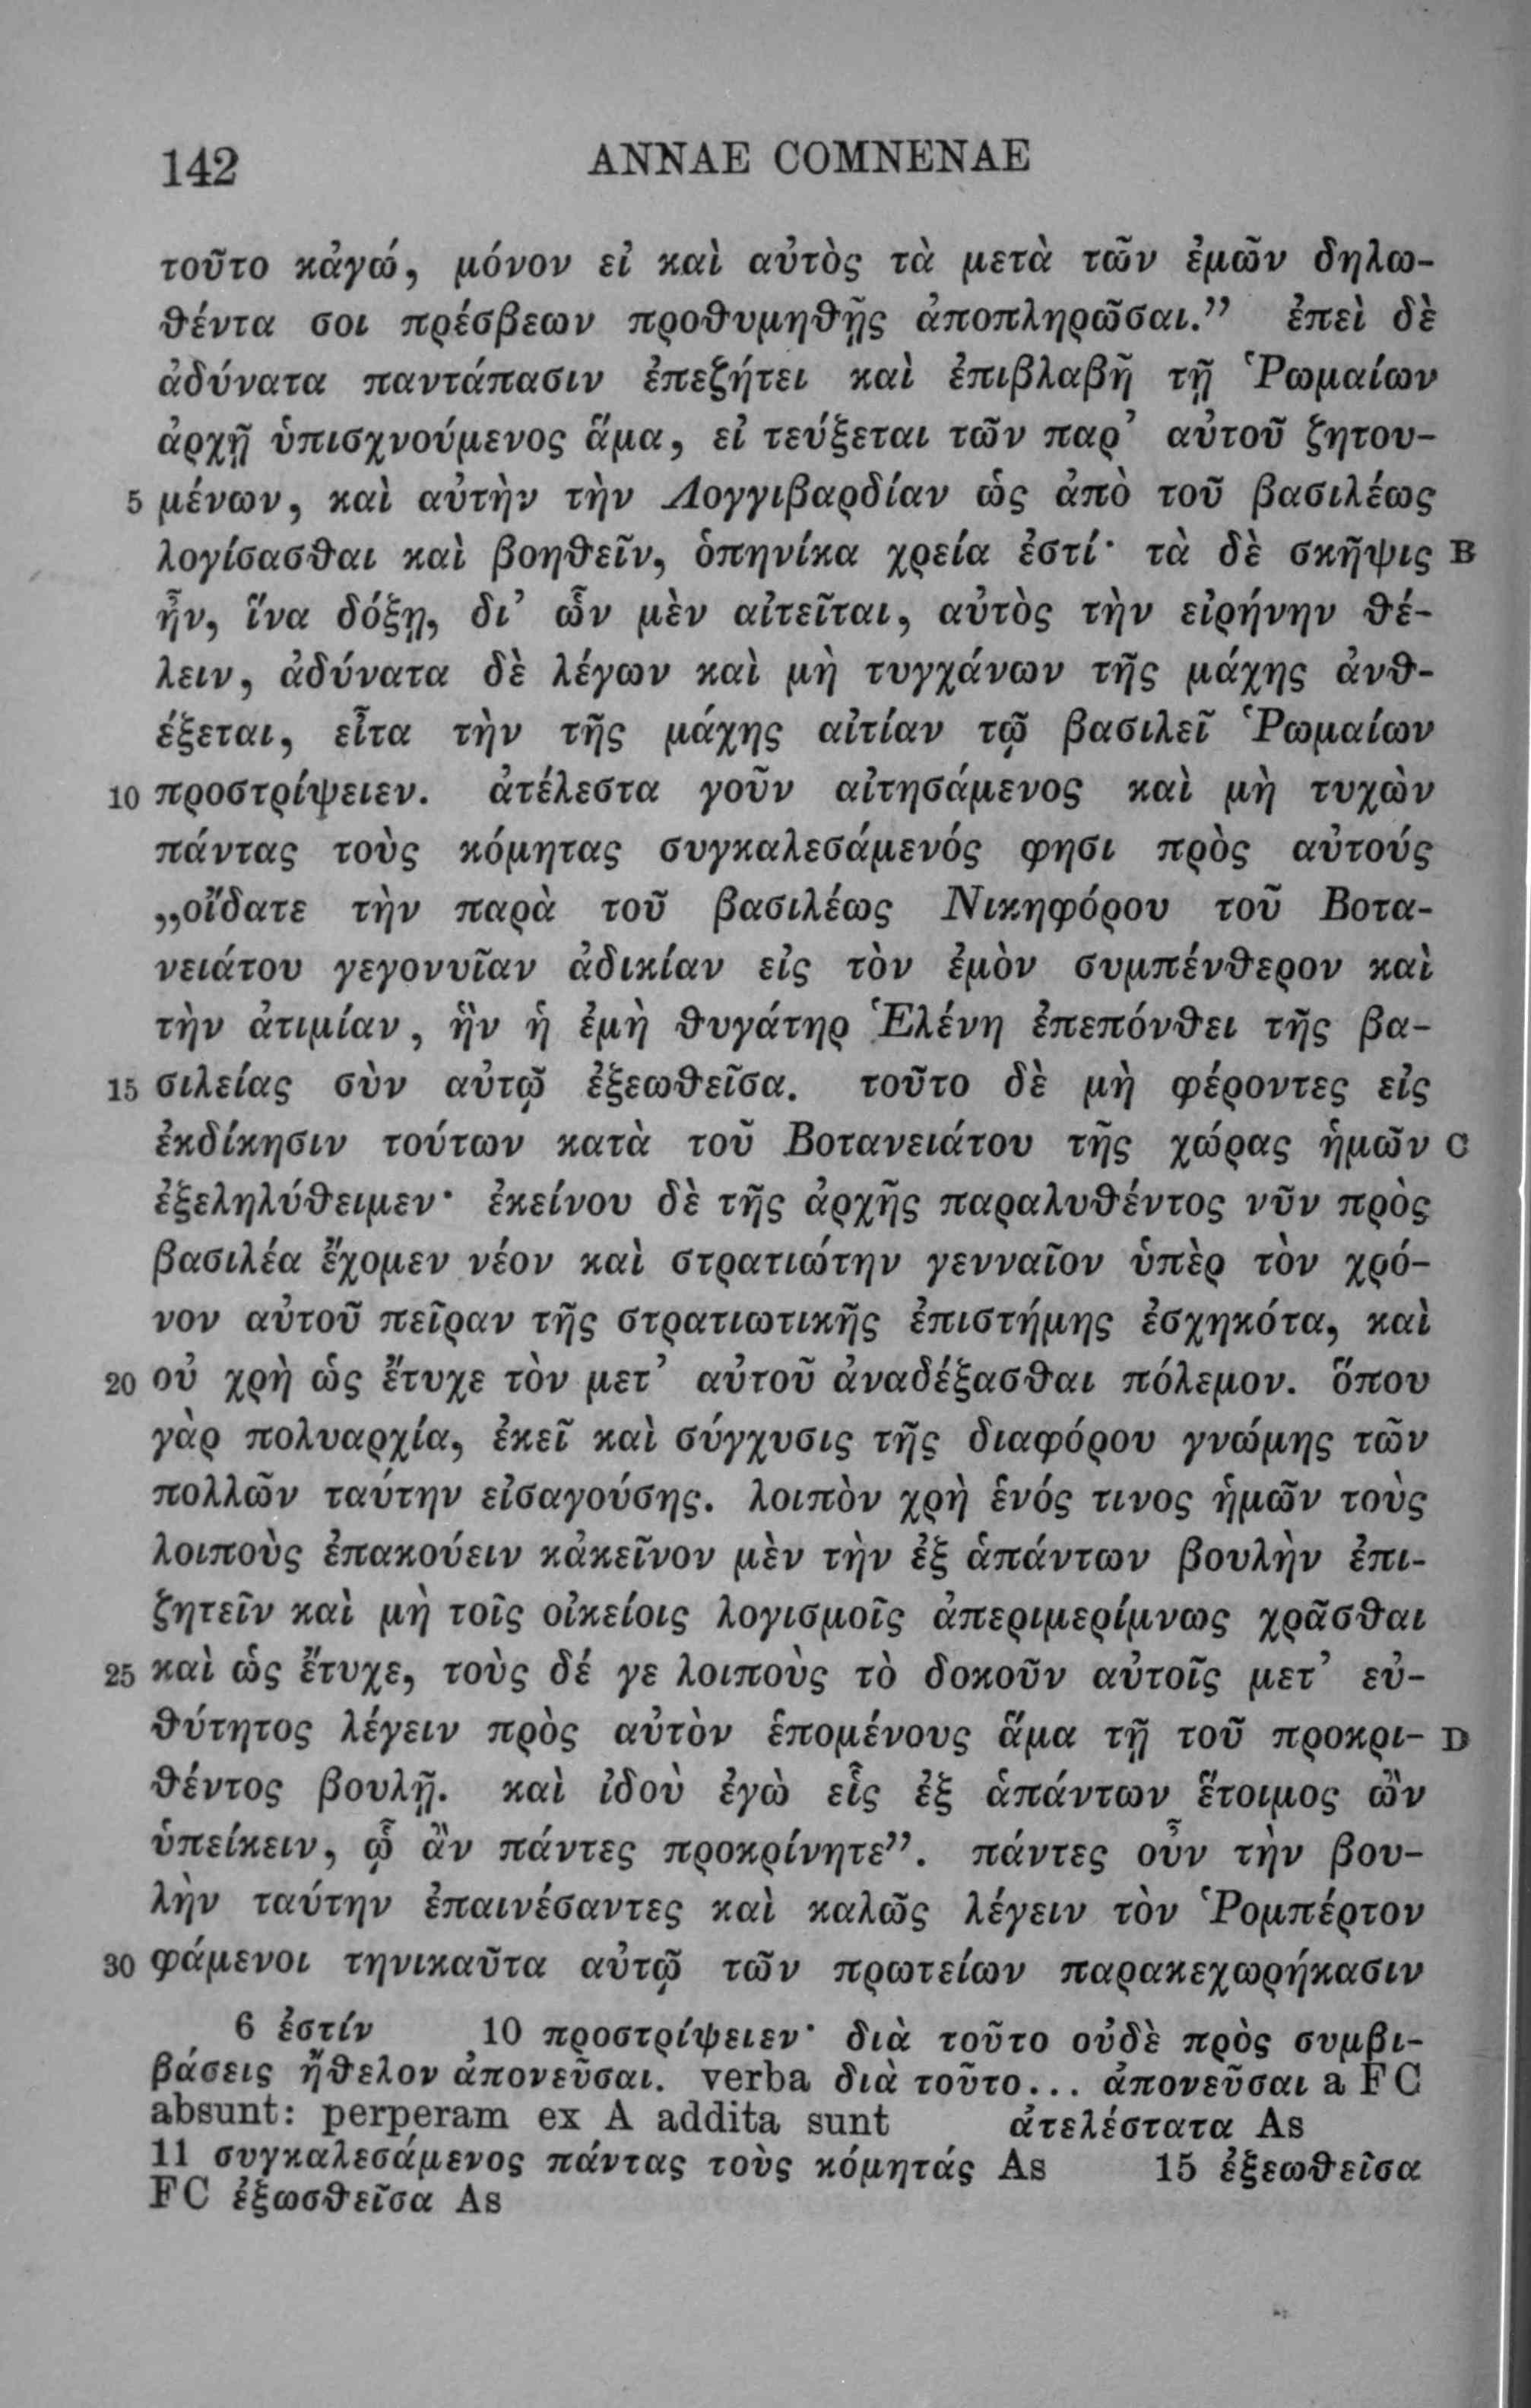 142 ANNAE COMNENAE
τοῦτο κἀγώ, μόνον εἰ καὶ αὐτὸς τὰ μετὰ τῶν ἐμῶν δηλω-
θέντα σοι πρέσβεων προθυμηθῇς ἀποπληρῶσαι.” ἐπεὶ δὲ
ἀδύνατα παντάπασιν ἐπεζήτει καὶ ἐπιβλαβῆ τῇ Ῥωμαίων
ἀρχῇ ὑπισχνούμενος ἅμα, εἰ τεύξεται τῶν παρ’ αὐτοῦ ζητου-
5 μένων, καὶ αὐτὴν τὴν Λογγιβαρδίαν ὡς ἀπὸ τοῦ βασιλέως
λογίσασθαι καὶ βοηθεῖν, ὁπηνίκα χρεία ἐστί· τὰ δὲ σκῆψις B
ἦν, ἵνα δόξῃ, δι’ ὧν μὲν αἰτεῖται, αὐτὸς τὴν εἰρήνην θέ-
λειν, ἀδύνατα δὲ λέγων καὶ μὴ τυγχάνων τῆς μάχης ἀνθ-
έξεται, εἶτα τὴν τῆς μάχης αἰτίαν τῷ βασιλεῖ Ῥωμαίων
10 προστρίψειεν. ἀτέλεστα γοῦν αἰτησάμενος καὶ μὴ τυχὼν
πάντας τοὺς κόμητας συγκαλεσάμενός φησι πρὸς αὐτούς
„οἴδατε τὴν παρὰ τοῦ βασιλέως Νικηφόρου τοῦ Βοτα-
νειάτου γεγονυῖαν ἀδικίαν εἰς τὸν ἐμὸν συμπένθερον καὶ
τὴν ἀτιμίαν, ἣν ἡ ἐμὴ θυγάτηρ Ἑλένη ἐπεπόνθει τῆς βα-
15 σιλείας σὺν αὐτῷ ἐξεωθεῖσα. τοῦτο δὲ μὴ φέροντες εἰς
ἐκδίκησιν τούτων κατὰ τοῦ Βοτανειάτου τῆς χώρας ἡμῶν C
ἐξεληλύθειμεν· ἐκείνου δὲ τῆς ἀρχῆς παραλυθέντος νῦν πρὸς
βασιλέα ἔχομεν νέον καὶ στρατιώτην γενναῖον ὑπὲρ τὸν χρό-
νον αὐτοῦ πεῖραν τῆς στρατιωτικῆς ἐπιστήμης ἐσχηκότα, καὶ
20 οὐ χρὴ ὡς ἔτυχε τὸν μετ’ αὐτοῦ ἀναδέξασθαι πόλεμον. ὅπου
γὰρ πολυαρχία, ἐκεῖ καὶ σύγχυσις τῆς διαφόρου γνώμης τῶν
πολλῶν ταύτην εἰσαγούσης. λοιπὸν χρὴ ἑνός τινος ἡμῶν τοὺς
λοιποὺς ἐπακούειν κἀκεῖνον μὲν τὴν ἐξ ἁπάντων βουλὴν ἐπι-
ζητεῖν καὶ μὴ τοῖς οἰκείοις λογισμοῖς ἀπεριμερίμνως χρᾶσθαι
25 καὶ ὡς ἔτυχε, τοὺς δέ γε λοιποὺς τὸ δοκοῦν αὐτοῖς μετ’ εὐ-
θύτητος λέγειν πρὸς αὐτὸν ἑπομένους ἅμα τῇ τοῦ προκρι- D
θέντος βουλῇ. καὶ ἰδοὺ ἐγὼ εἷς ἐξ ἁπάντων ἕτοιμος ὢν
ὑπείκειν, ᾧ ἂν πάντες προκρίνητε”. πάντες οὖν τὴν βου-
λὴν ταύτην ἐπαινέσαντες καὶ καλῶς λέγειν τὸν Ῥομπέρτον
30 φάμενοι τηνικαῦτα αὐτῷ τῶν πρωτείων παρακεχωρήκασιν
6 ἐστίν 10 προστρίψειεν· διὰ τοῦτο οὐδὲ πρὸς συμβι-
βάσεις ἤθελον ἀπονεῦσαι. verba διὰ τοῦτο... ἀπονεῦσαι a FC
absunt: perperam ex A addita sunt ἀτελέστατα As
11 συγκαλεσάμενος πάντας τοὺς κόμητάς As 15 ἐξεωθεῖσα
FC ἐξωσθεῖσα As